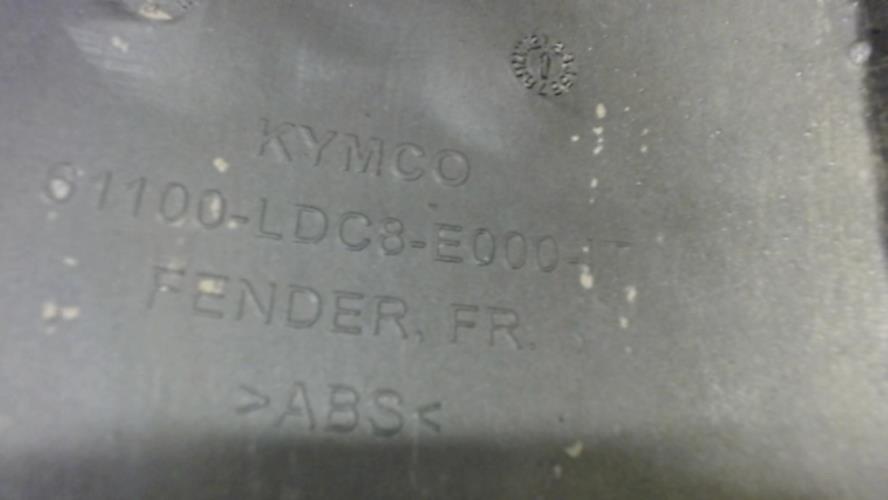 KYMCO
61100-LDC8-E000
FENDER, FR.
>ABS<